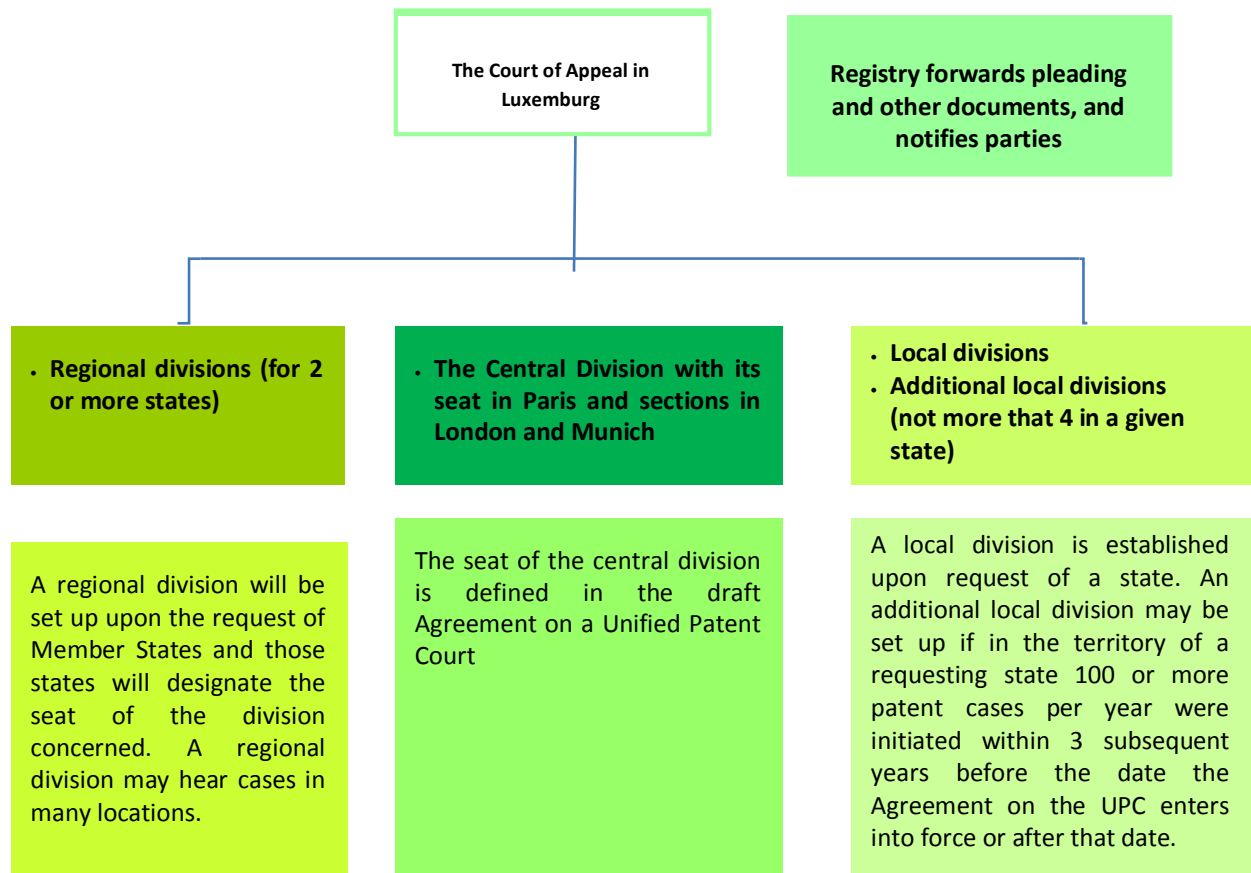 The Court of Appeal in
Luxemburg
Registry forwards pleading
and other documents, and
notifies parties
• Regional divisions (for 2
or more states)
• The Central Division with its
seat in Paris and sections in
London and Munich
• Local divisions
• Additional local divisions
(not more that 4 in a given
state)
A regional division will be
set up upon the request of
Member States and those
states will designate the
seat of the division
concerned. A regional
division may hear cases in
many locations.
The seat of the central division
is defined in the draft
Agreement on a Unified Patent
Court
A local division is established
upon request of a state. An
additional local division may be
set up if in the territory of a
requesting state 100 or more
patent cases per year were
initiated within 3 subsequent
years before the date the
Agreement on the UPC enters
into force or after that date.